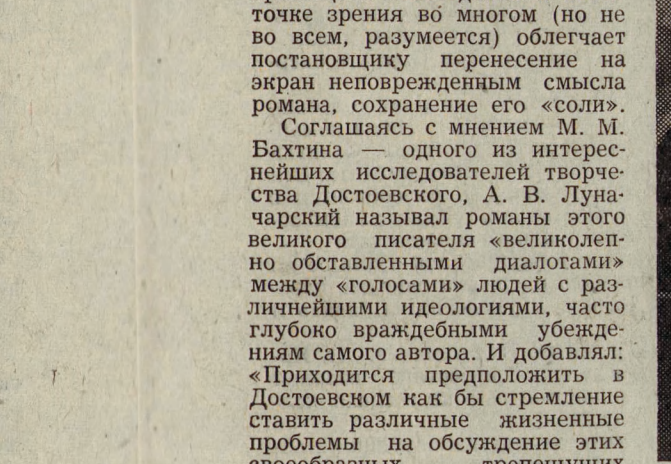 точке зрения во многом (но не
во всем, разумеется) облегчает
постановщику перенесение на
экран неповрежденным смысла
романа, сохранение его «соли».
Соглашаясь с мнением М. М.
Бахтина — одного из интерес-
нейших исследователей творче-
ства Достоевского, А. В. Луна-
чарский называл романы этого
великого писателя «великолеп-
но обставленными диалогами»
между «голосами» людей с раз-
личнейшими идеологиями, часто
глубоко враждебными убежде-
ниям самого автора. И добавлял:
«Приходится предположить в
Достоевском как бы стремление
ставить различные жизненные
проблемы на обсуждение этих
своеобразных, трепещущих